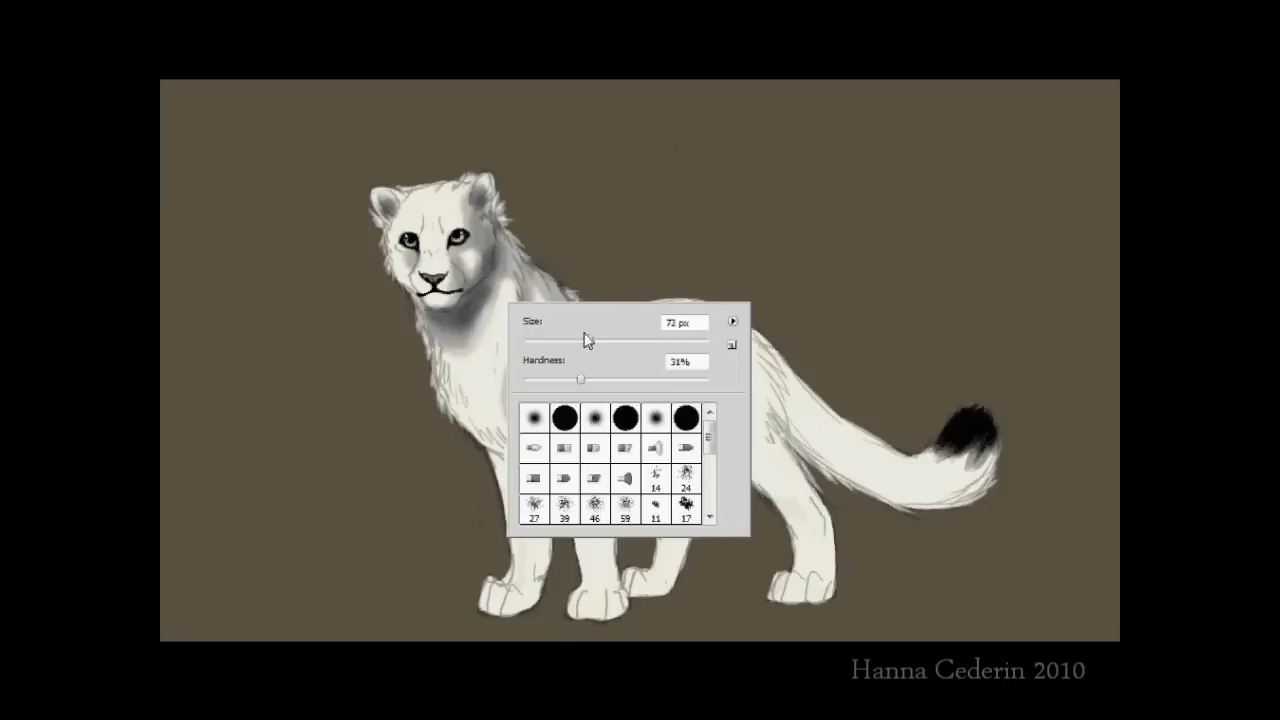 Size:
72 px
Hardness:
31%
14 24
27 39 46 59 11 17
Hanna Cederin 2010